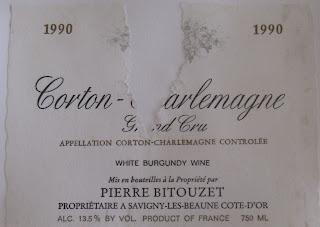 1990 1990
Corton-Charlemagne
Grand Cru
APPELLATION CORTON-CHARLEMAGNE CONTROLÉE
WHITE BURGUNDY WINE
Mis en bouteilles à la Propriété par
PIERRE BITOUZET
PROPRIÉTAIRE A SAVIGNY-LES-BEAUNE COTE-D'OR
ALC. 13.5% BY VOL. PRODUCT OF FRANCE 750 ML